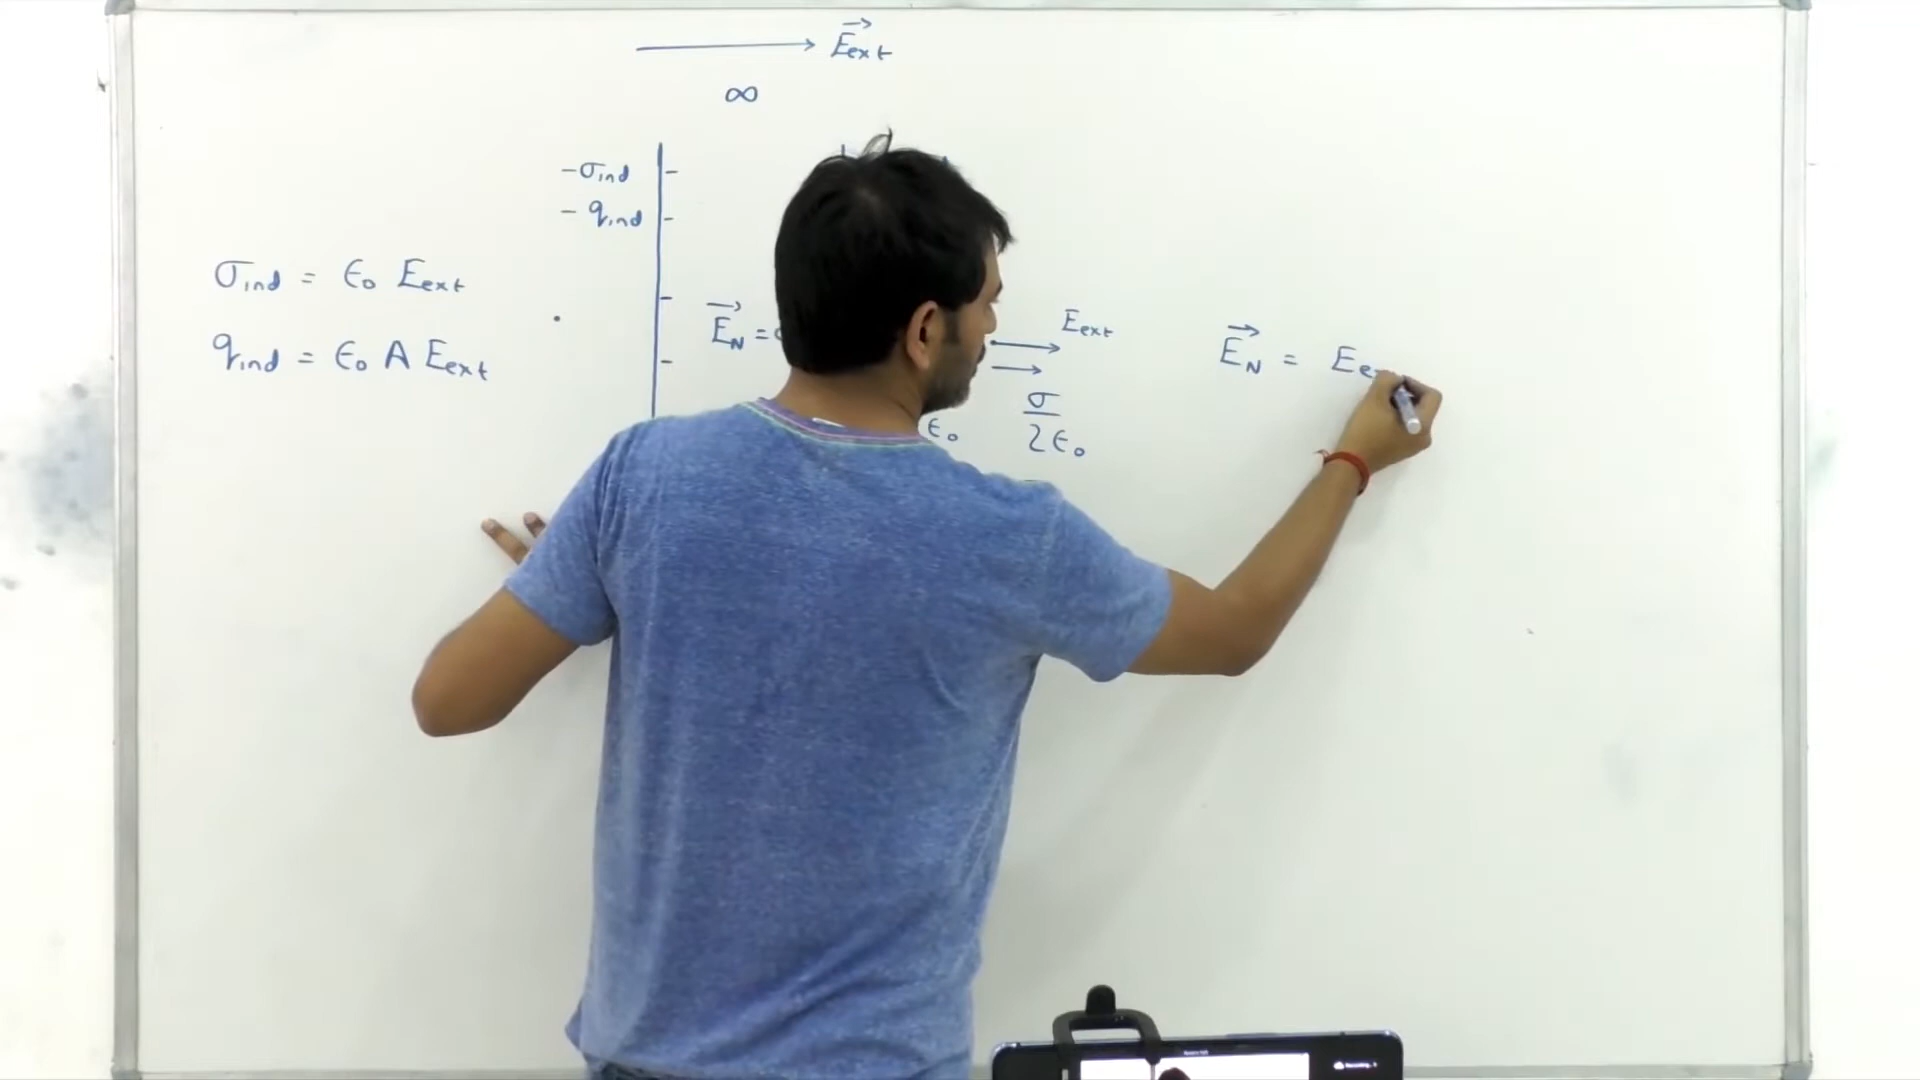 E⃗ext
∞
-σind
- qind
σind = ϵ₀ Eext
qind = ϵ₀ A Eext
E⃗N =
Eext
ϵ₀
σ
2ϵ₀
E⃗N = Ee